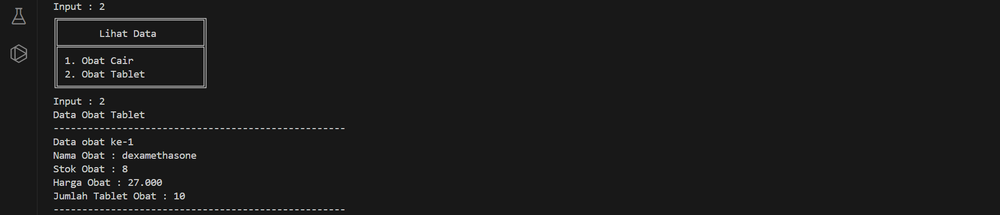 Input : 2
Lihat Data
1. Obat Cair
2. Obat Tablet
Input : 2
Data Obat Tablet
---------------------------------------------------
Data obat ke-1
Nama Obat : dexamethasone
Stok Obat : 8
Harga Obat : 27.000
Jumlah Tablet Obat : 10
---------------------------------------------------